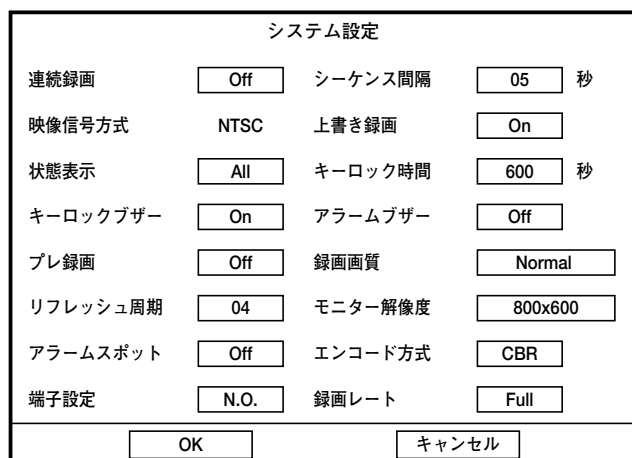 システム設定
連続録画 Off シーケンス間隔 05 秒
映像信号方式 NTSC 上書き録画 On
状態表示 All キーロック時間 600 秒
キーロックブザー On アラームブザー Off
プレ録画 Off 録画画質 Normal
リフレッシュ周期 04 モニター解像度 800x600
アラームスポット Off エンコード方式 CBR
端子設定 N.O. 録画レート Full
OK キャンセル